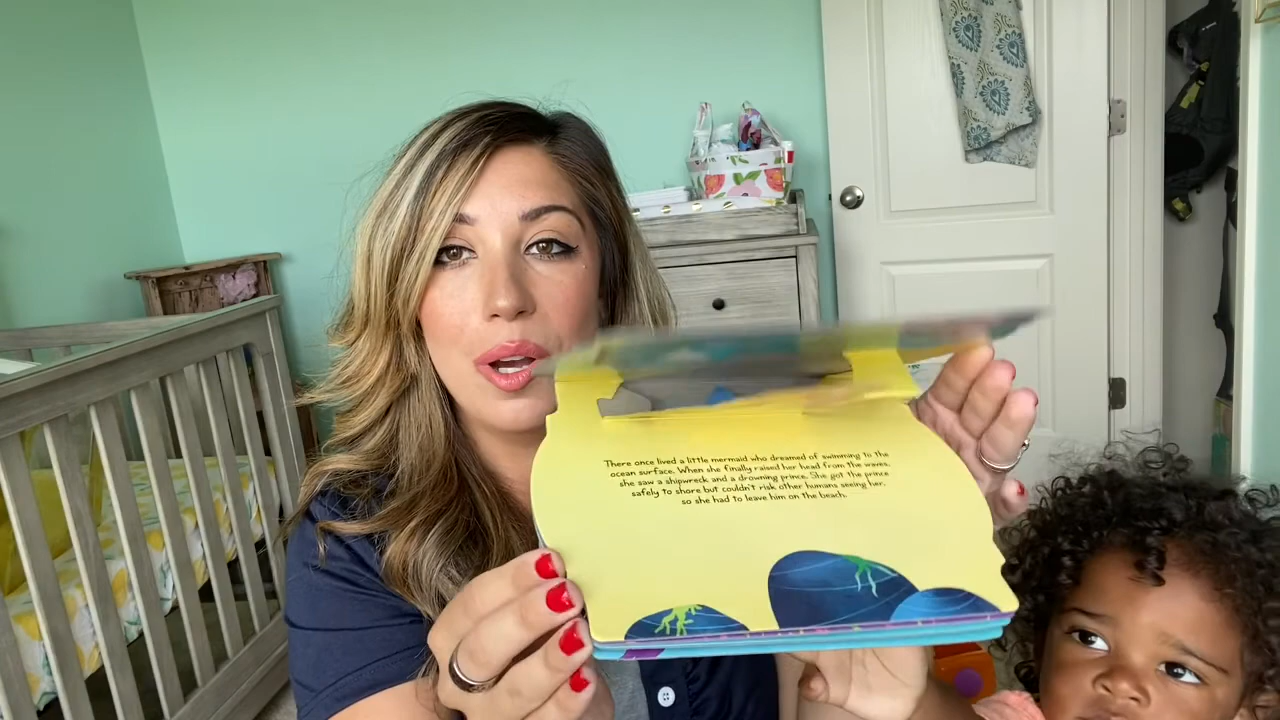 There once lived a little mermaid who dreamed of swimming to the
ocean surface. When she finally raised her head from the waves,
she saw a shipwreck and a drowning prince. She got the prince
safely to shore but couldn't risk other humans seeing her,
so she had to leave him on the beach.